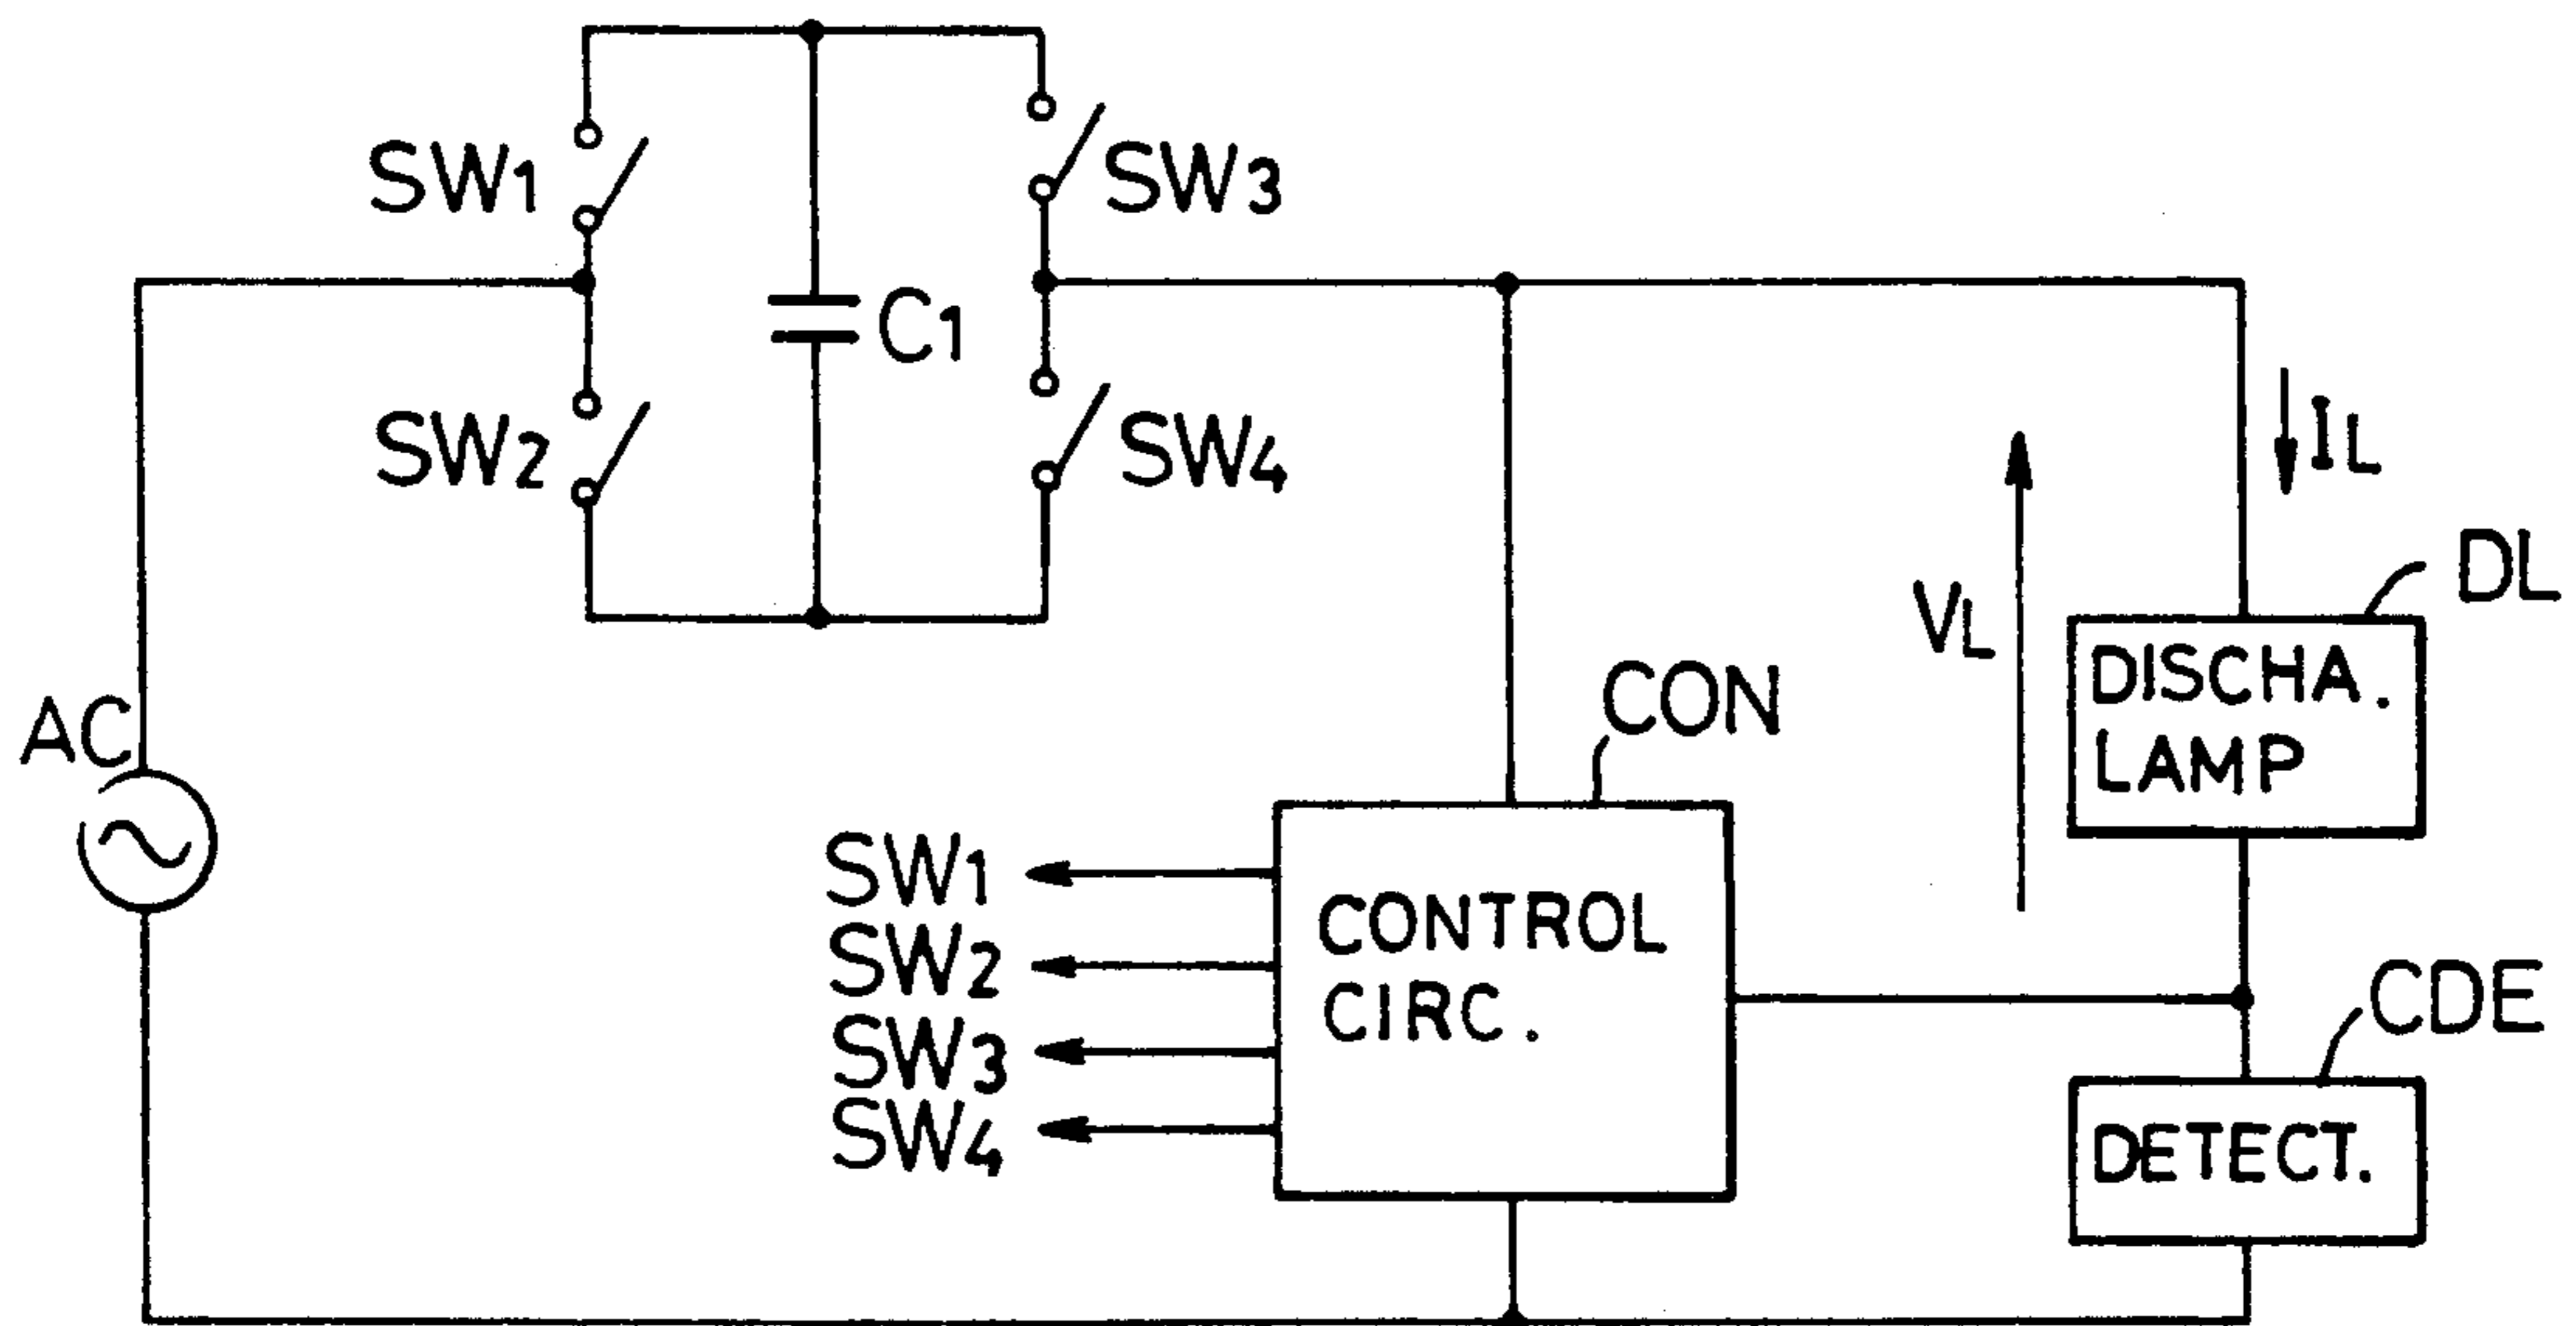 SW1
SW3
C1
SW2
SW4
IL
DL
VL
DISCHA.
LAMP
AC
CON
SW1
SW2
SW3
SW4
CONTROL
CIRC.
CDE
DETECT.